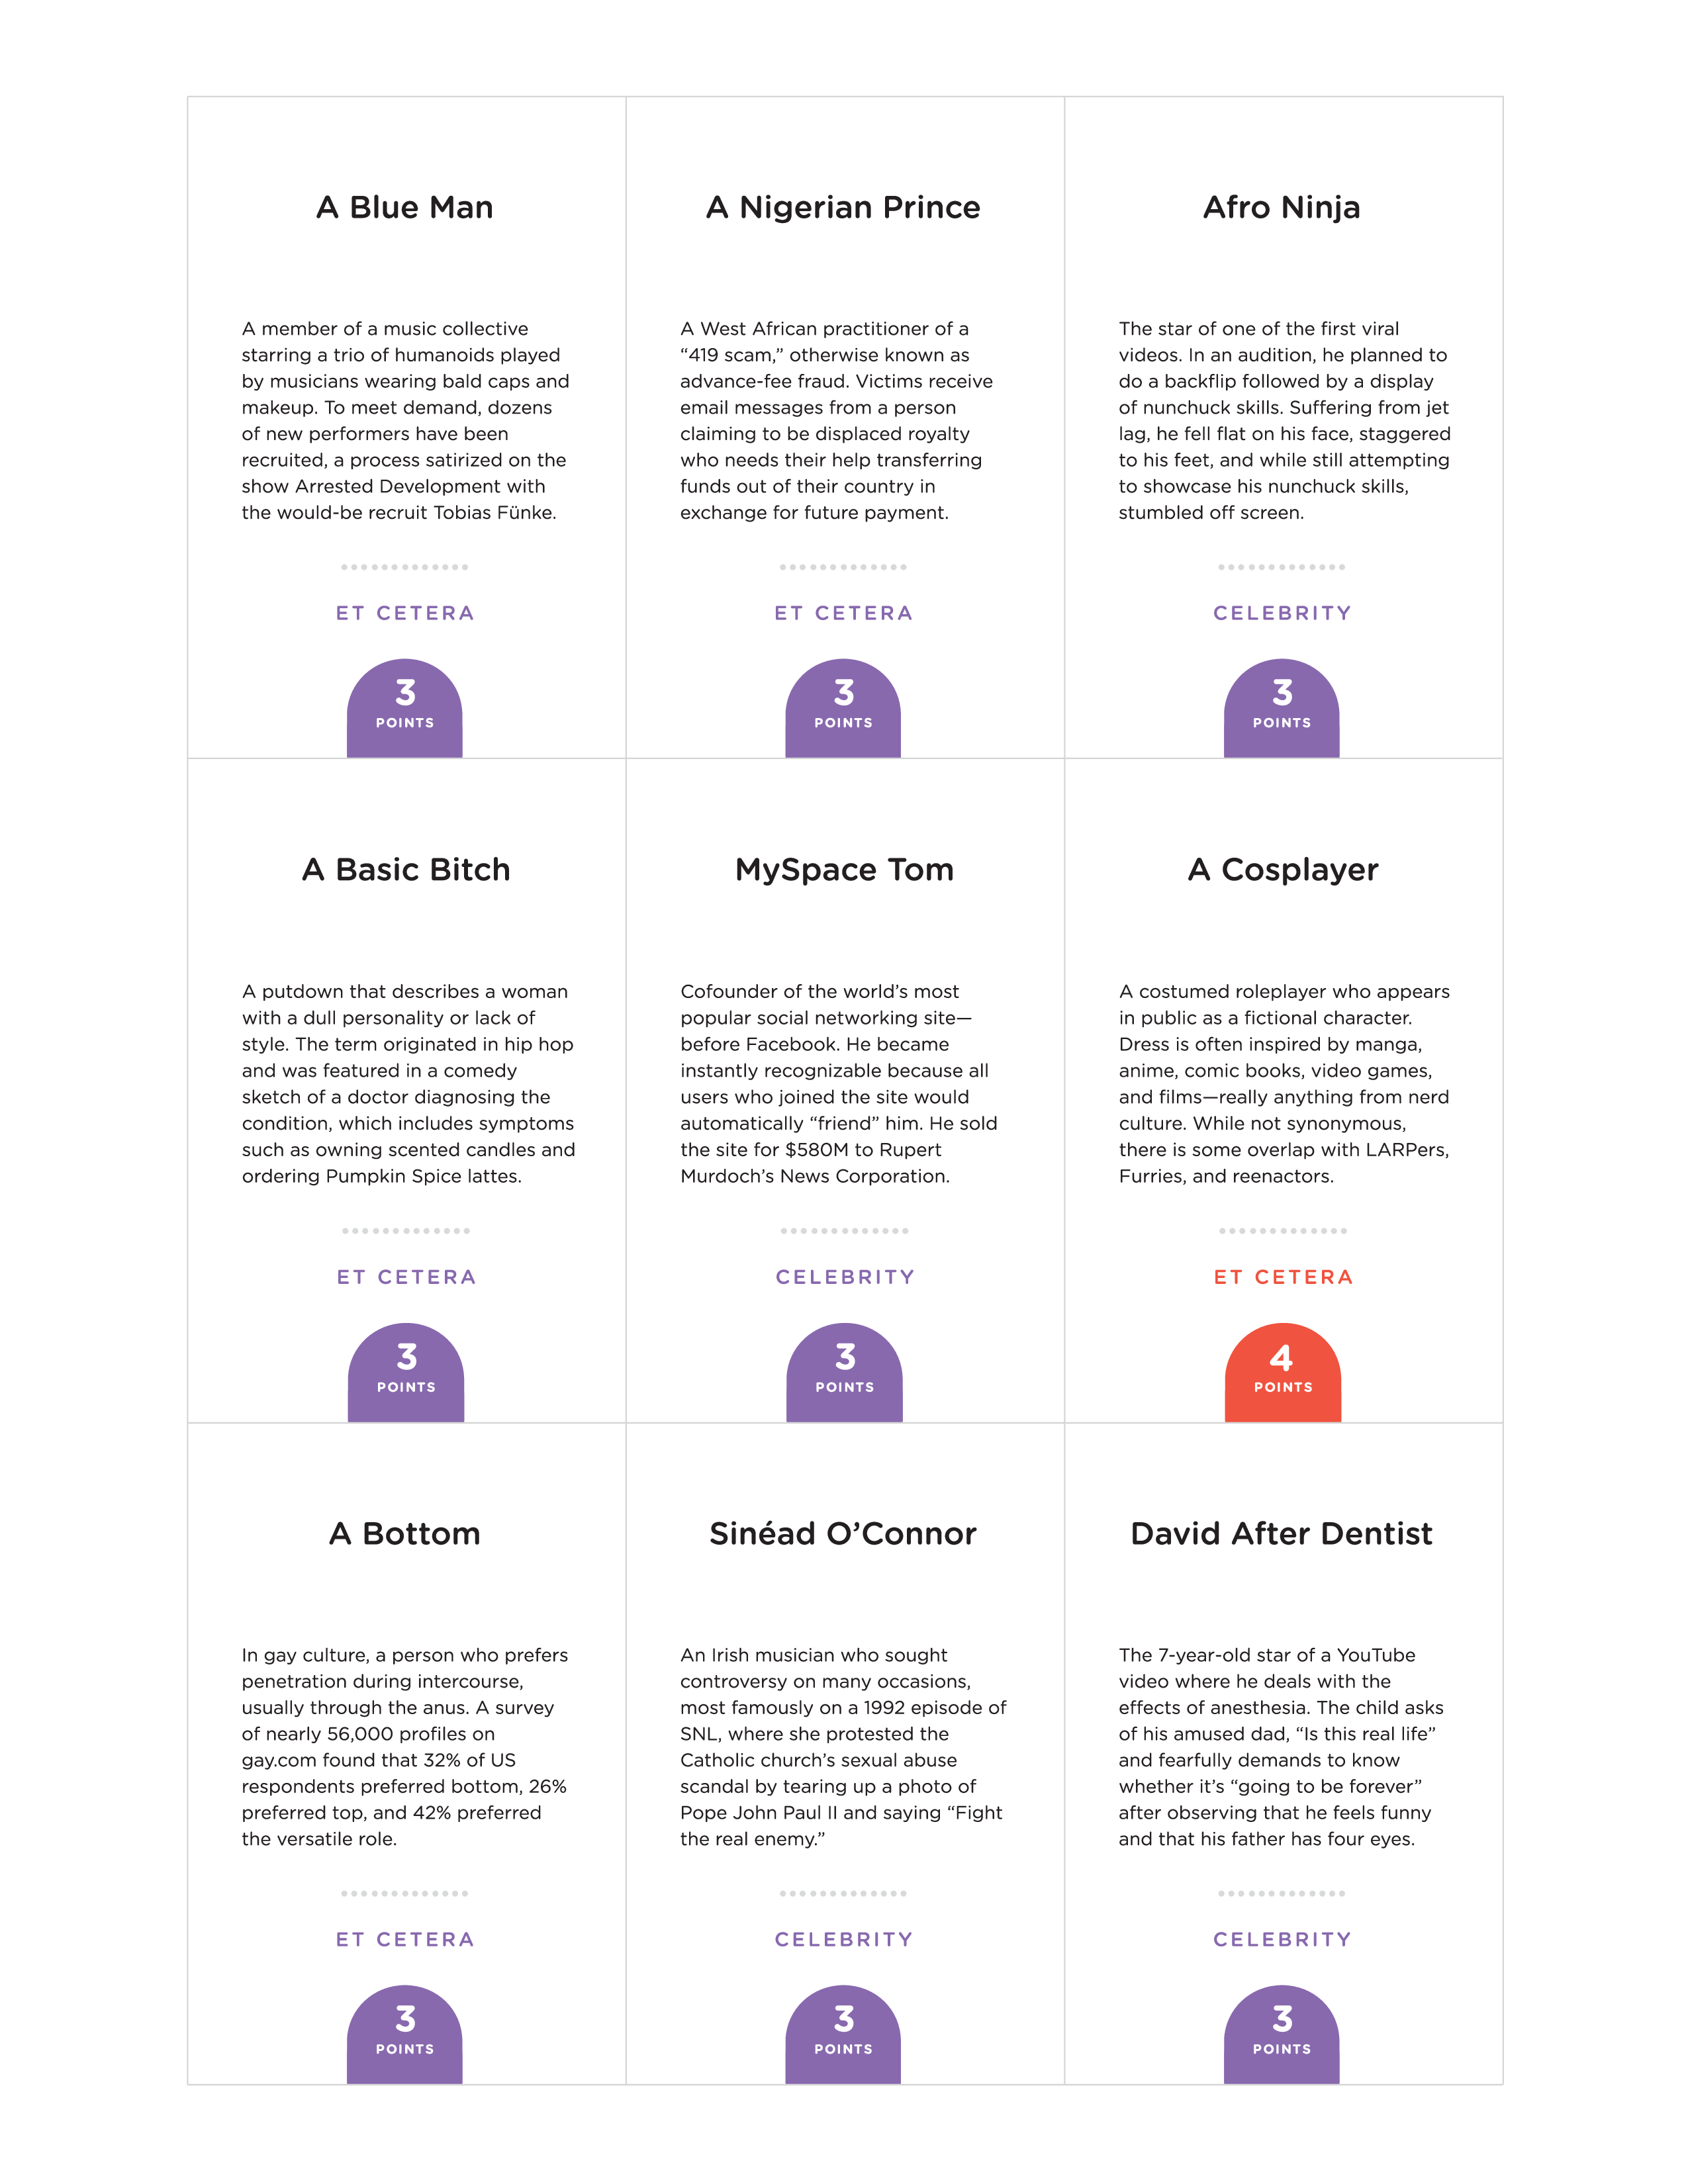 A Blue Man
A member of a music collective
starring a trio of humanoids played
by musicians wearing bald caps and
makeup. To meet demand, dozens
of new performers have been
recruited, a process satirized on the
show Arrested Development with
the would-be recruit Tobias Fünke.
ET CETERA
3
POINTS
A Nigerian Prince
A West African practitioner of a
“419 scam,” otherwise known as
advance-fee fraud. Victims receive
email messages from a person
claiming to be displaced royalty
who needs their help transferring
funds out of their country in
exchange for future payment.
ET CETERA
3
POINTS
Afro Ninja
The star of one of the first viral
videos. In an audition, he planned to
do a backflip followed by a display
of nunchuck skills. Suffering from jet
lag, he fell flat on his face, staggered
to his feet, and while still attempting
to showcase his nunchuck skills,
stumbled off screen.
CELEBRITY
3
POINTS
A Basic Bitch
A putdown that describes a woman
with a dull personality or lack of
style. The term originated in hip hop
and was featured in a comedy
sketch of a doctor diagnosing the
condition, which includes symptoms
such as owning scented candles and
ordering Pumpkin Spice lattes.
ET CETERA
3
POINTS
MySpace Tom
Cofounder of the world’s most
popular social networking site—
before Facebook. He became
instantly recognizable because all
users who joined the site would
automatically “friend” him. He sold
the site for $580M to Rupert
Murdoch’s News Corporation.
CELEBRITY
3
POINTS
A Cosplayer
A costumed roleplayer who appears
in public as a fictional character.
Dress is often inspired by manga,
anime, comic books, video games,
and films—really anything from nerd
culture. While not synonymous,
there is some overlap with LARPers,
Furries, and reenactors.
ET CETERA
4
POINTS
A Bottom
In gay culture, a person who prefers
penetration during intercourse,
usually through the anus. A survey
of nearly 56,000 profiles on
gay.com found that 32% of US
respondents preferred bottom, 26%
preferred top, and 42% preferred
the versatile role.
ET CETERA
3
POINTS
Sinéad O’Connor
An Irish musician who sought
controversy on many occasions,
most famously on a 1992 episode of
SNL, where she protested the
Catholic church’s sexual abuse
scandal by tearing up a photo of
Pope John Paul II and saying “Fight
the real enemy.”
CELEBRITY
3
POINTS
David After Dentist
The 7-year-old star of a YouTube
video where he deals with the
effects of anesthesia. The child asks
of his amused dad, “Is this real life”
and fearfully demands to know
whether it’s “going to be forever”
after observing that he feels funny
and that his father has four eyes.
CELEBRITY
3
POINTS